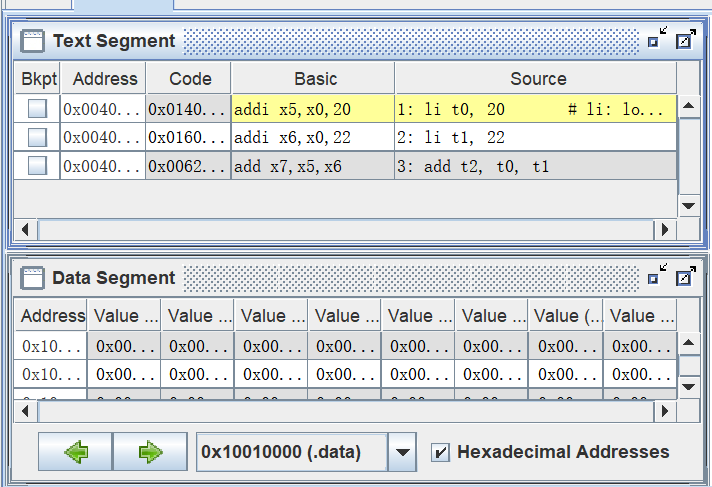 Text Segment
Bkpt Address Code Basic Source
0x0040... 0x0140... addi x5,x0,20 1: li t0, 20 # li: lo...
0x0040... 0x0160... addi x6,x0,22 2: li t1, 22
0x0040... 0x0062... add x7,x5,x6 3: add t2, t0, t1
Data Segment
Address Value ... Value ... Value ... Value ... Value ... Value ... Value (... Value ...
0x10... 0x00... 0x00... 0x00... 0x00... 0x00... 0x00... 0x00... 0x00...
0x10... 0x00... 0x00... 0x00... 0x00... 0x00... 0x00... 0x00... 0x00...
0x10010000 (.data) Hexadecimal Addresses